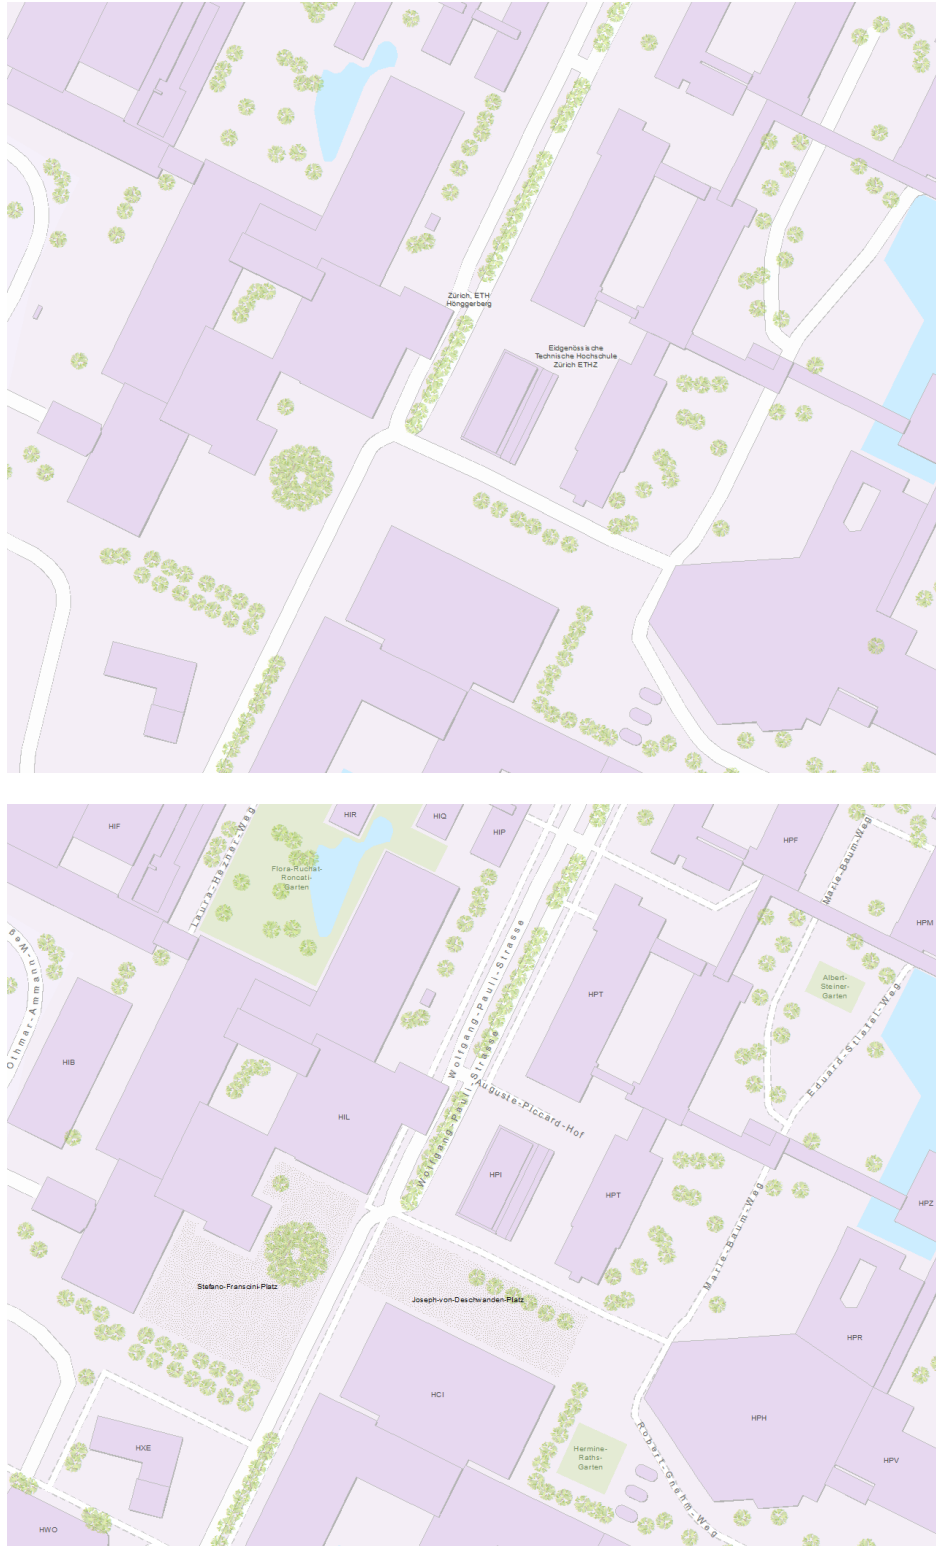 Zürich, ETH
Hönggerberg
Eidgenössische
Technische Hochschule
Zürich ETHZ
HIF
Laura-Hezner-Weg
HIR
HIQ
HIP
Flora-Ruchat-
Roncati-
Garten
HPF
Marie-Baum-Weg
HPM
Othmar-Ammann-Weg
Wolfgang-Pauli-Strasse
Albert-
Steiner-
Garten
HPT
Eduard-Stiefel-Weg
HIB
Wolfgang-Pauli-Strasse
Auguste-Piccard-Hof
HIL
HPI
HPT
HPZ
Marie-Baum-Weg
Stefano-Franscini-Platz
Joseph-von-Deschwanden-Platz
HPR
HCI
HPH
HXE
Hermine-
Raths-
Garten
Robert-Gnehm-Weg
HPV
HWO